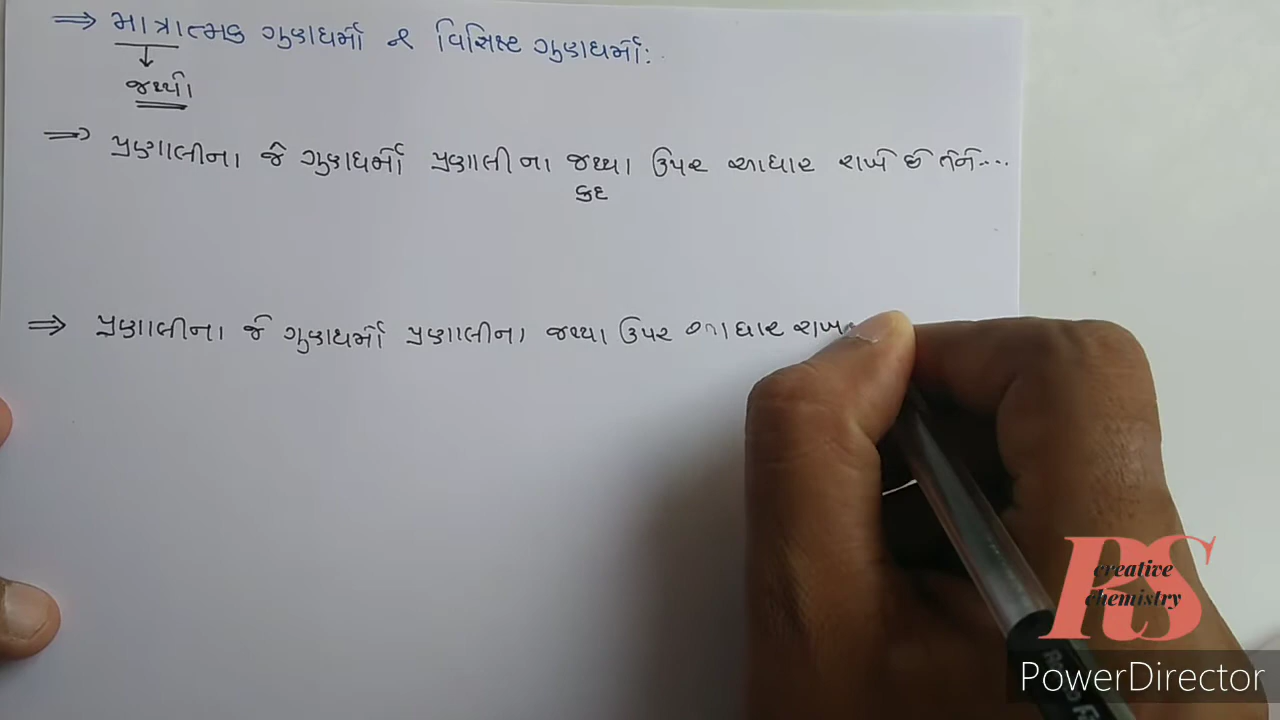 ⇒ માત્રાત્મક ગુણધર્મો ને વિસિષ્ટ ગુણધર્મો:
↓
જથ્થો
⇒ પ્રણાલીના જે ગુણધર્મો પ્રણાલીના જથ્થા ઉપર આધાર રાખે છે તેને...
કદ
⇒ પ્રણાલીના જે ગુણધર્મો પ્રણાલીના જથ્થા ઉપર આધાર
RS
creative
chemistry
PowerDirector